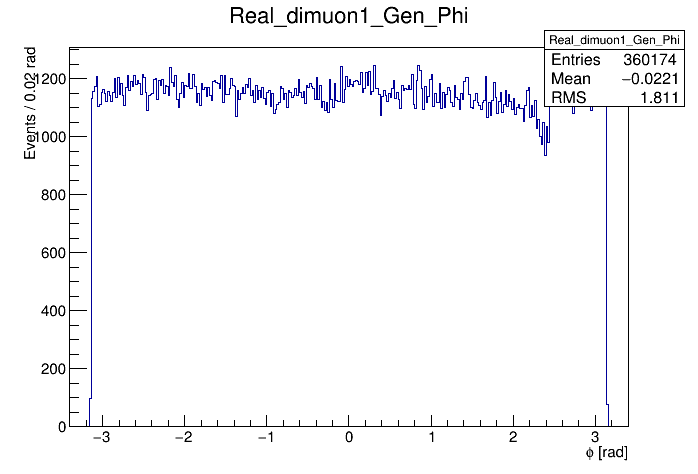 Real_dimuon1_Gen_Phi
Real_dimuon1_Gen_Phi
Entries 360174
Mean −0.0221
RMS 1.811
Events / 0.02 rad
1200
1000
800
600
400
200
0
−3 −2 −1 0 1 2 3
ϕ [rad]